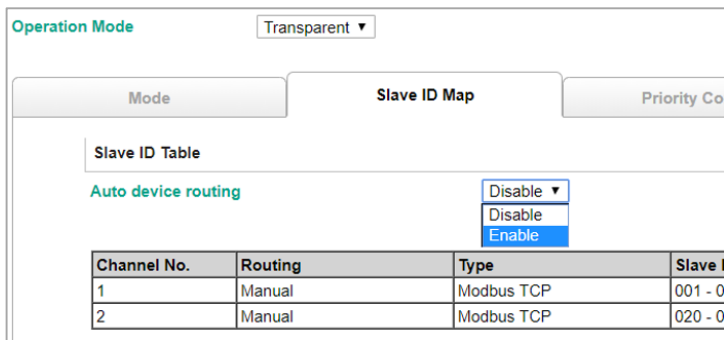 Operation Mode Transparent
Mode Slave ID Map Priority Co
Slave ID Table
Auto device routing Disable
Disable
Enable
Channel No. Routing Type Slave I
1 Manual Modbus TCP 001 - 0
2 Manual Modbus TCP 020 - 0